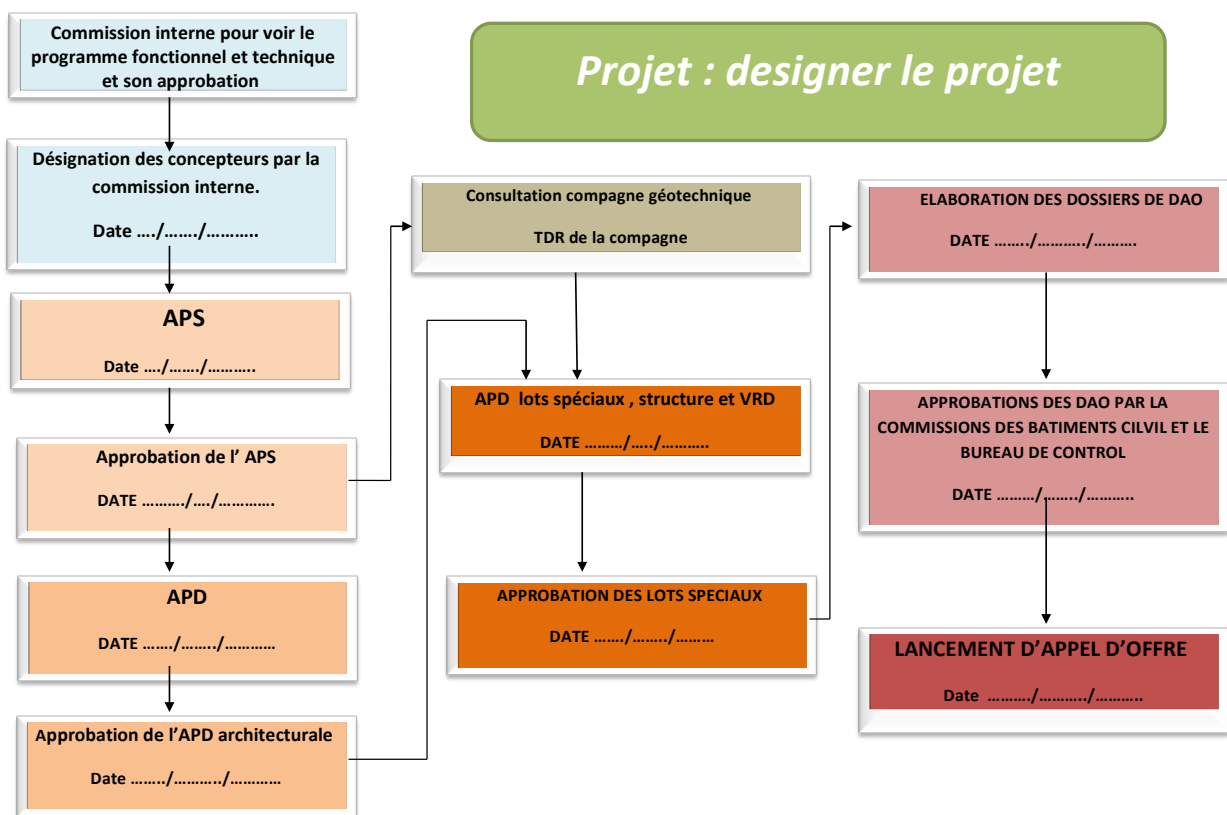 Commission interne pour voir le
programme fonctionnel et technique
et son approbation
Projet : designer le projet
Désignation des concepteurs par la
commission interne.
Date …./……./………..
APS
Date …./……./………..
Approbation de l' APS
DATE ………./…./………….
APD
DATE ……./……../…………
Approbation de l'APD architecturale
Date ……../………../…………
Consultation compagne géotechnique
TDR de la compagne
APD lots spéciaux , structure et VRD
DATE ………/…../………..
APPROBATION DES LOTS SPECIAUX
DATE ……./……../………
ELABORATION DES DOSSIERS DE DAO
DATE ……../………../……….
APPROBATIONS DES DAO PAR LA
COMMISSIONS DES BATIMENTS CILVIL ET LE
BUREAU DE CONTROL
DATE ………/……../………..
LANCEMENT D'APPEL D'OFFRE
Date ………./………../………..